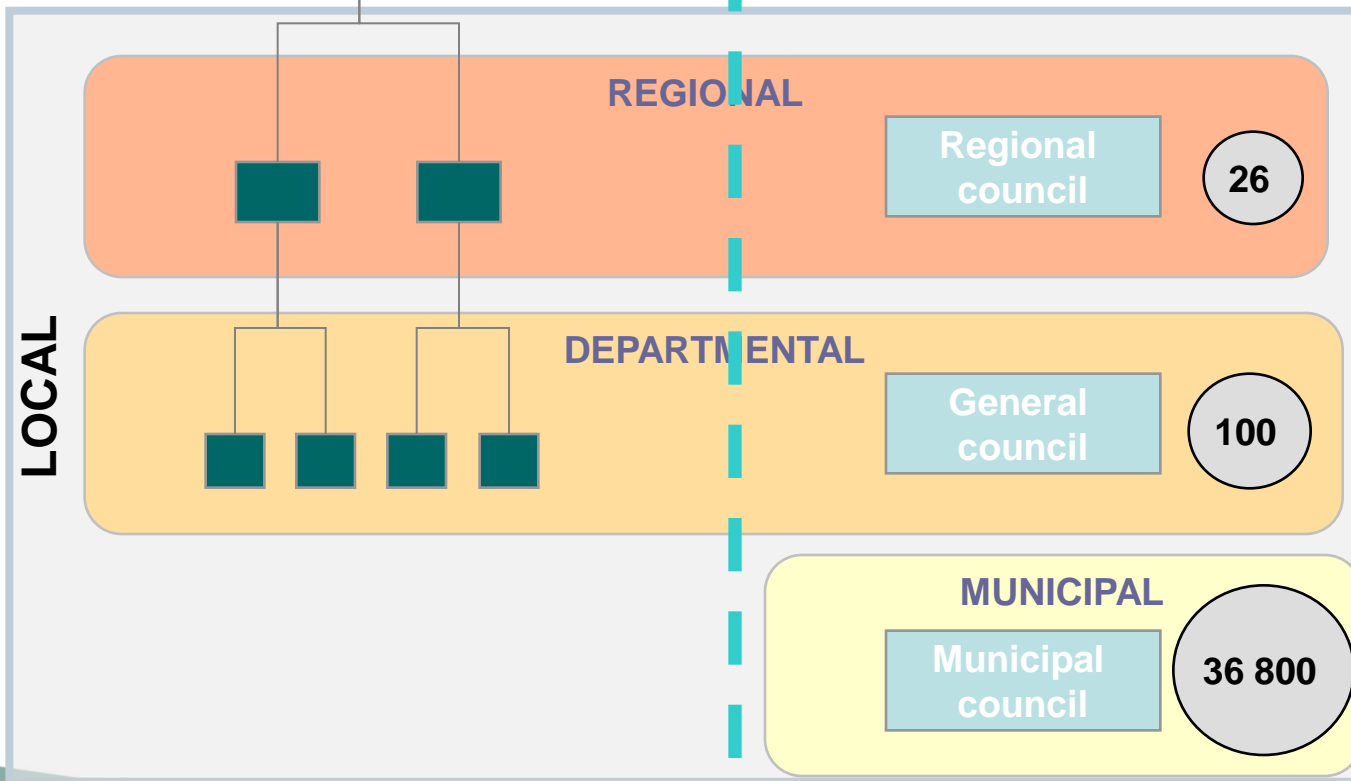 LOCAL
REGIONAL
Regional
council
26
DEPARTMENTAL
General
council
100
MUNICIPAL
Municipal
council
36 800